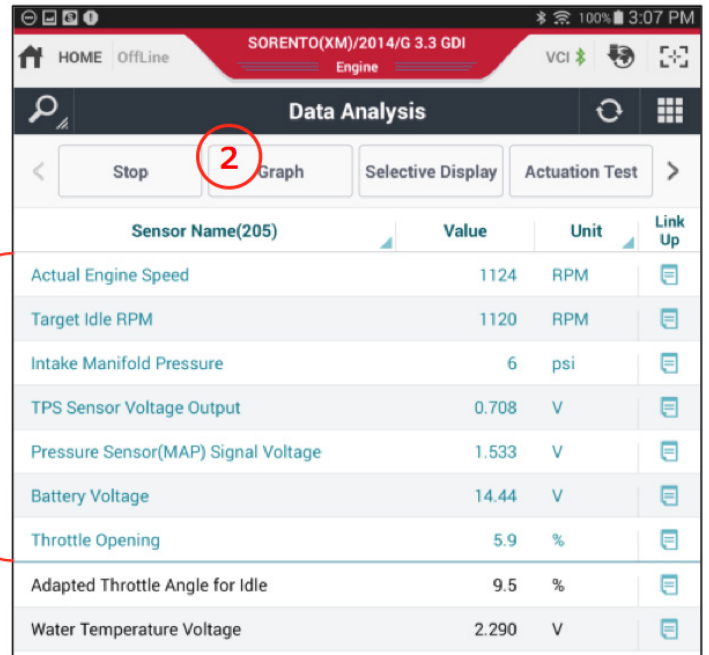 100% 3:07 PM
HOME OffLine SORENTO(XM)/2014/G 3.3 GDI VCI
Engine
Data Analysis
Stop 2 Graph Selective Display Actuation Test
Sensor Name(205) Value Unit Link Up
Actual Engine Speed 1124 RPM
Target Idle RPM 1120 RPM
Intake Manifold Pressure 6 psi
TPS Sensor Voltage Output 0.708 V
Pressure Sensor(MAP) Signal Voltage 1.533 V
Battery Voltage 14.44 V
Throttle Opening 5.9 %
Adapted Throttle Angle for Idle 9.5 %
Water Temperature Voltage 2.290 V